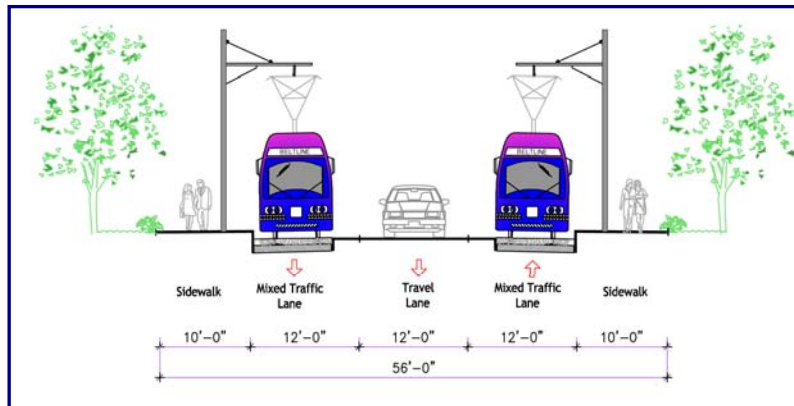 BELTLINE
BELTLINE
Sidewalk
Mixed Traffic
Lane
Travel
Lane
Mixed Traffic
Lane
Sidewalk
10'-0"
12'-0"
12'-0"
12'-0"
10'-0"
56'-0"